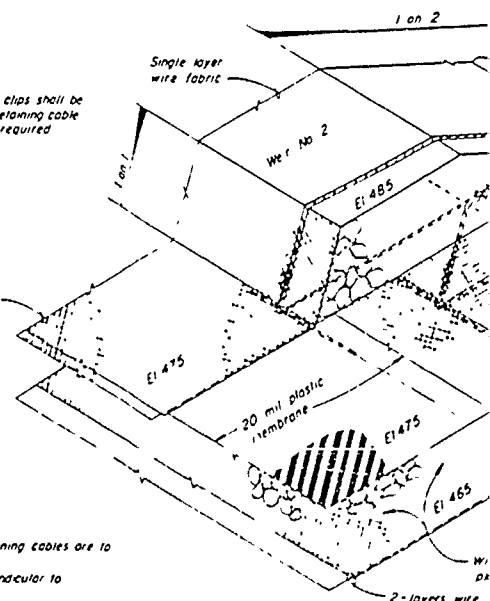 1 on 2
Single layer
wire fabric
clips shall be
retaining cable
required
1 on 1
Weir No. 2
El 485
El 475
20 mil plastic
membrane
El 475
El 465
ning cables are to
ndicular to
2-layers wire